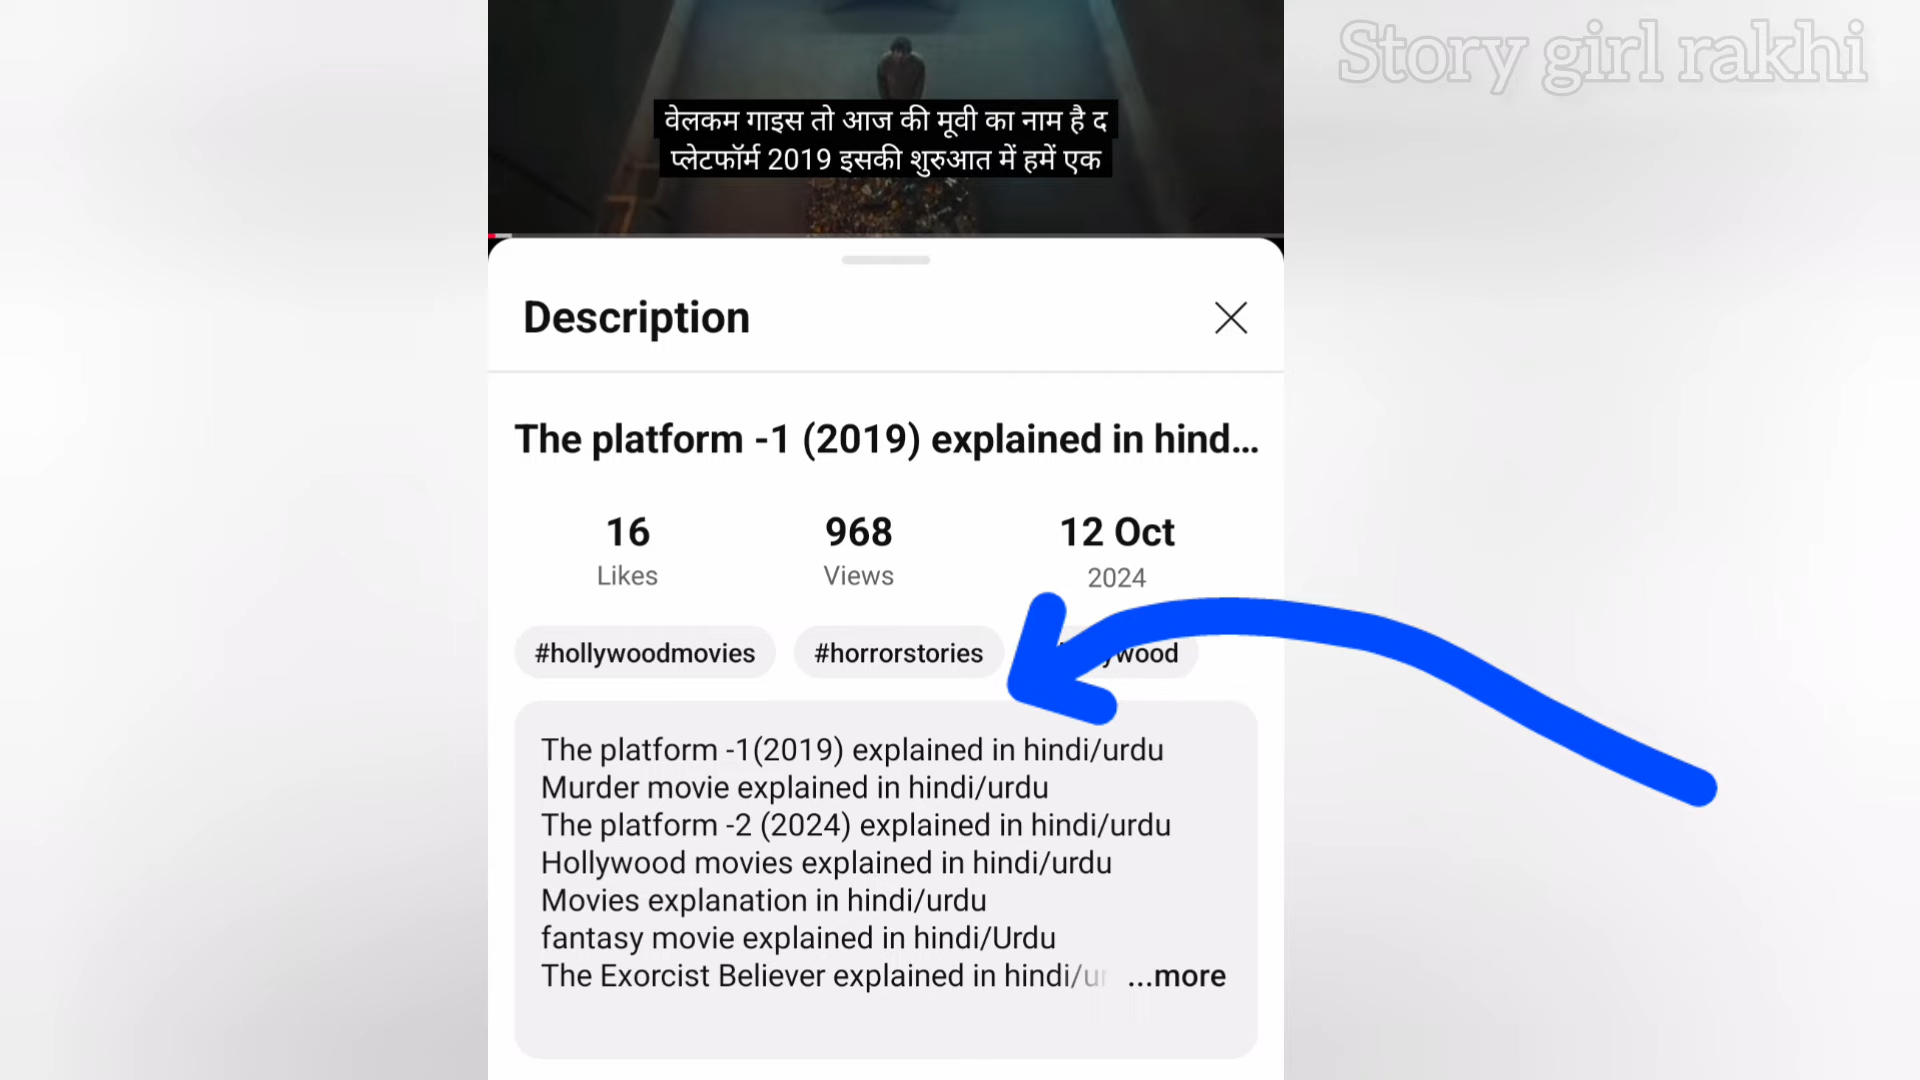 Story girl rakhi
वेलकम गाइस तो आज की मूवी का नाम है द
प्लेटफॉर्म 2019 इसकी शुरुआत में हमें एक
Description
The platform -1 (2019) explained in hind...
16 968 12 Oct
Likes Views 2024
#hollywoodmovies #horrorstories
The platform -1(2019) explained in hindi/urdu
Murder movie explained in hindi/urdu
The platform -2 (2024) explained in hindi/urdu
Hollywood movies explained in hindi/urdu
Movies explanation in hindi/urdu
fantasy movie explained in hindi/Urdu
The Exorcist Believer explained in hindi/ur ...more